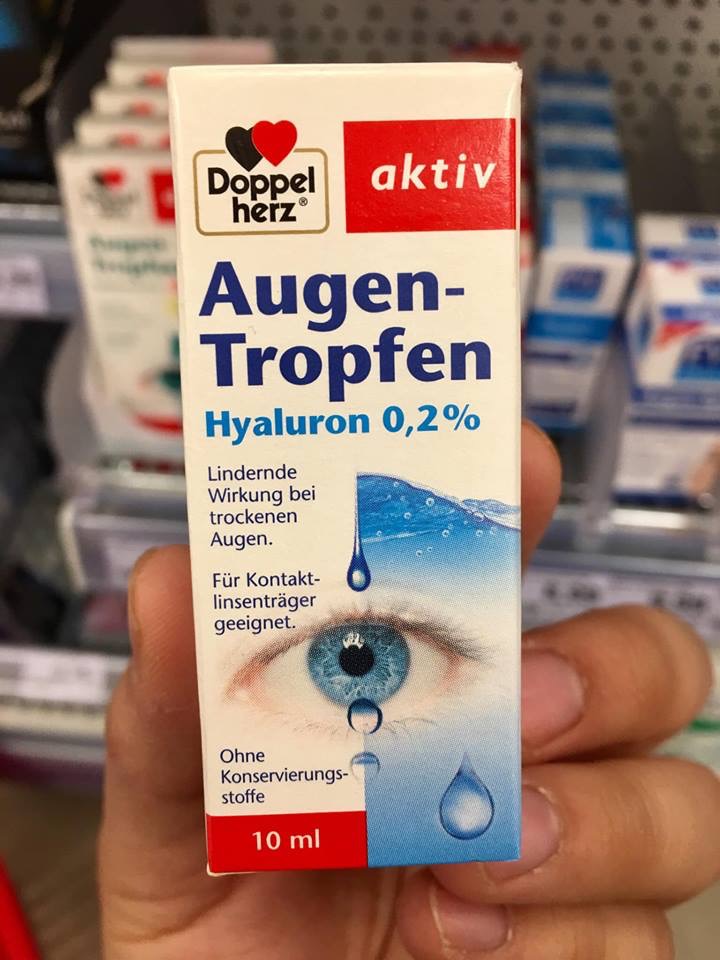 Doppel
herz®
aktiv
Augen-
Tropfen
Hyaluron 0,2%
Lindernde
Wirkung bei
trockenen
Augen.
Für Kontakt-
linsenträger
geeignet.
Ohne
Konservierungs-
stoffe
10 ml